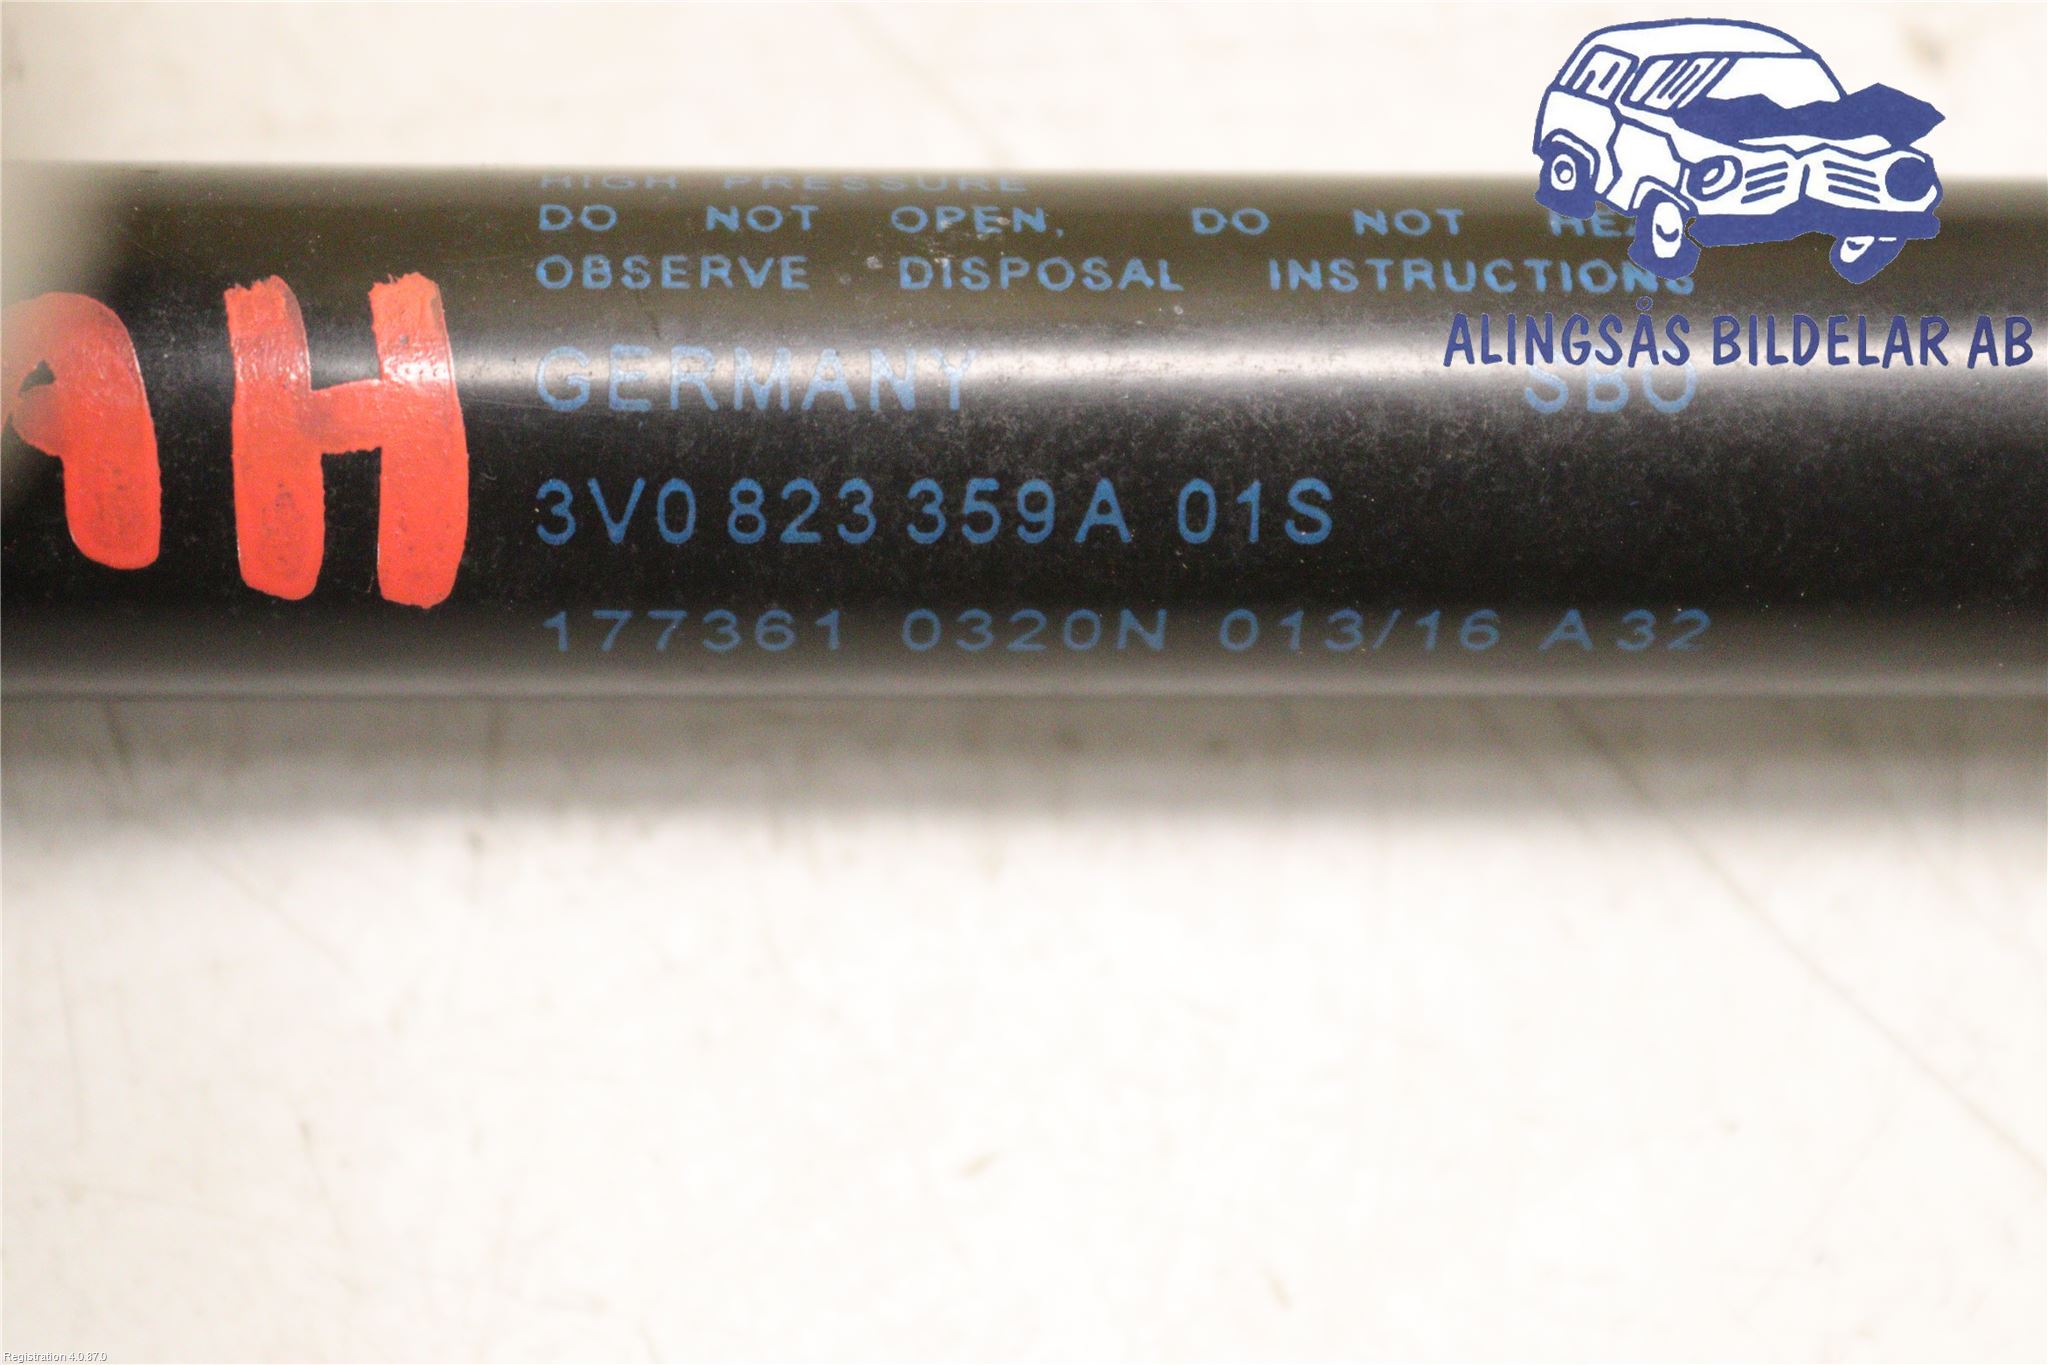 HIGH PRESSURE
DO NOT OPEN, DO NOT
OBSERVE DISPOSAL INSTRUCTIONS
GERMANY SBO
3V0 823 359 A 01S
177361 0320N 013/16 A 32
H
ALINGSÅS BILDELAR AB
Registration 4.0.87.0